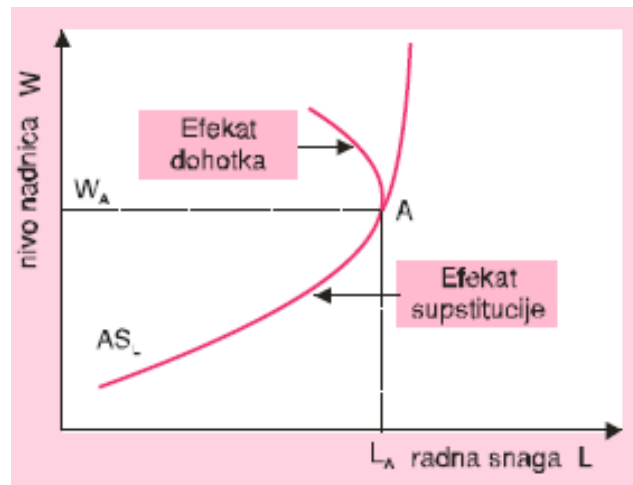 nivo nadnica W
Efekat
dohotka
W_A
A
Efekat
supstitucije
AS_L
L_A radna snaga L